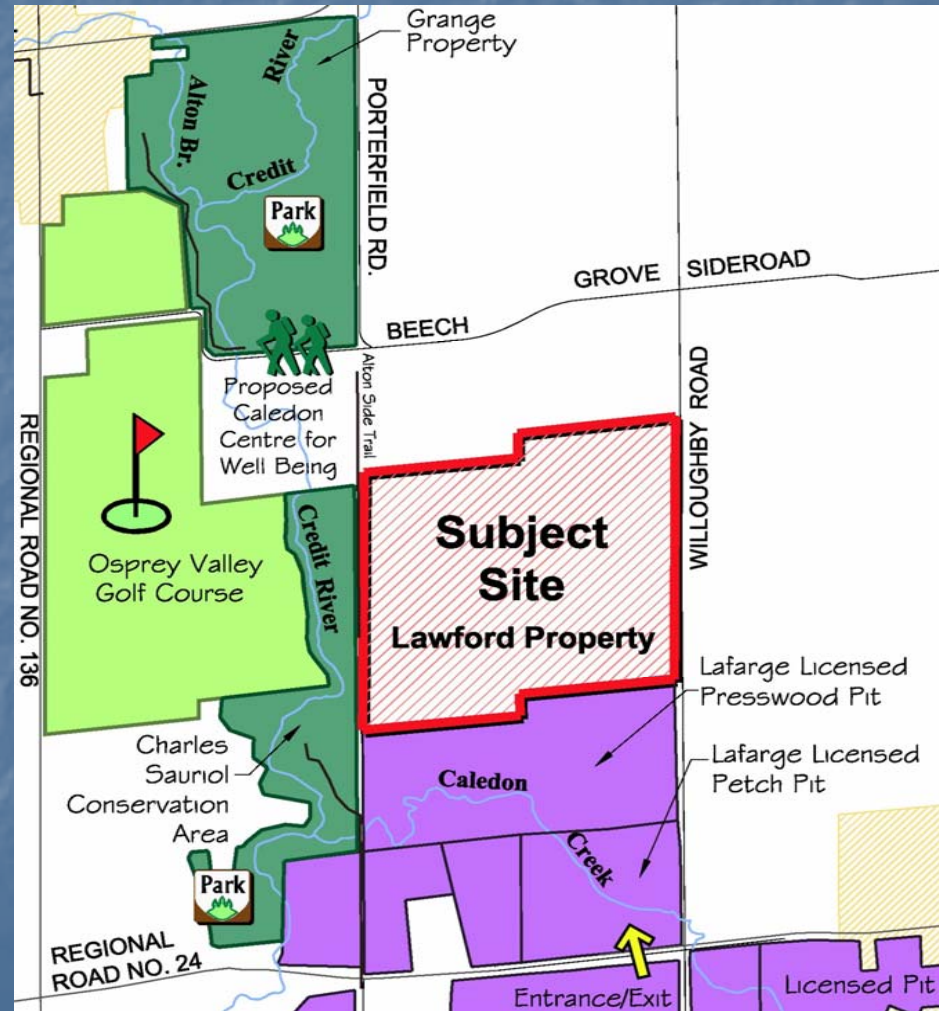 Grange
Property
River
Alton Br.
Credit
PORTERFIELD RD.
Park
GROVE SIDEROAD
BEECH
Proposed
Caledon
Centre for
Well Being
Alton Side Trail
WILLOUGHBY ROAD
REGIONAL ROAD NO. 136
Osprey Valley
Golf Course
Credit River
Subject
Site
Lawford Property
Lafarge Licensed
Presswood Pit
Lafarge Licensed
Petch Pit
Charles
Sauriol
Conservation
Area
Caledon
Creek
Park
REGIONAL
ROAD NO. 24
Entrance/Exit
Licensed Pit